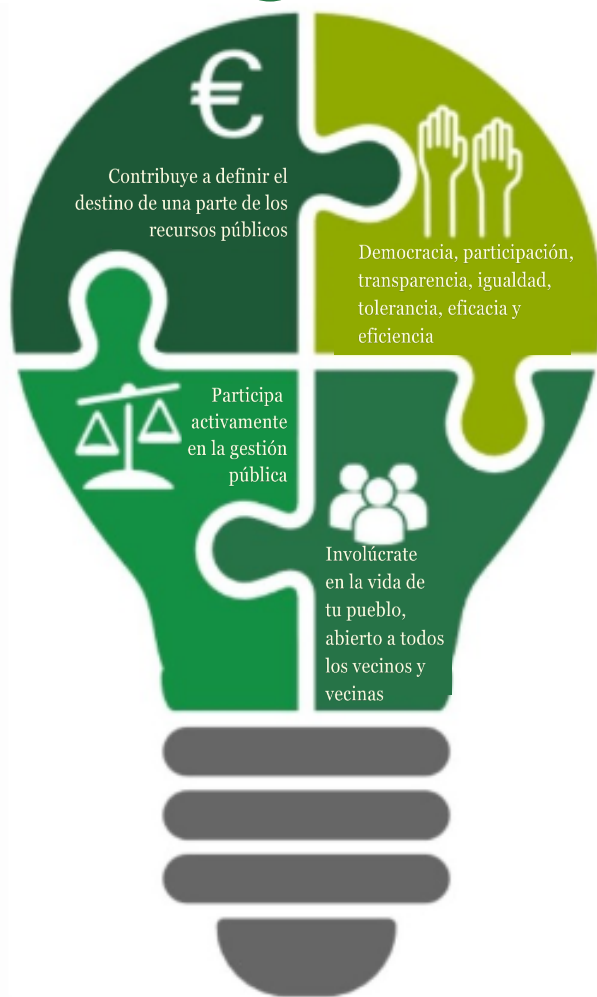 €
Contribuye a definir el
destino de una parte de los
recursos públicos
Democracia, participación,
transparencia, igualdad,
tolerancia, eficacia y
eficiencia
Participa
activamente
en la gestión
pública
Involúcrate
en la vida de
tu pueblo,
abierto a todos
los vecinos y
vecinas